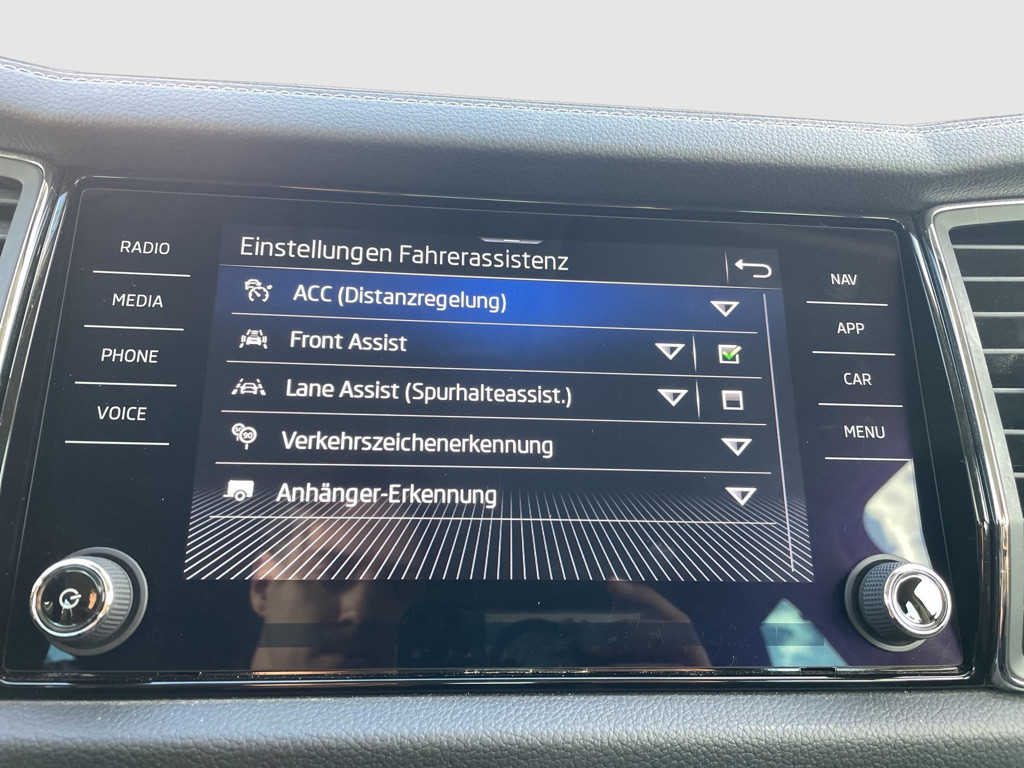 RADIO
MEDIA
PHONE
VOICE
Einstellungen Fahrerassistenz
ACC (Distanzregelung)
Front Assist
Lane Assist (Spurhalteassist.)
Verkehrszeichenerkennung
Anhänger-Erkennung
NAV
APP
CAR
MENU